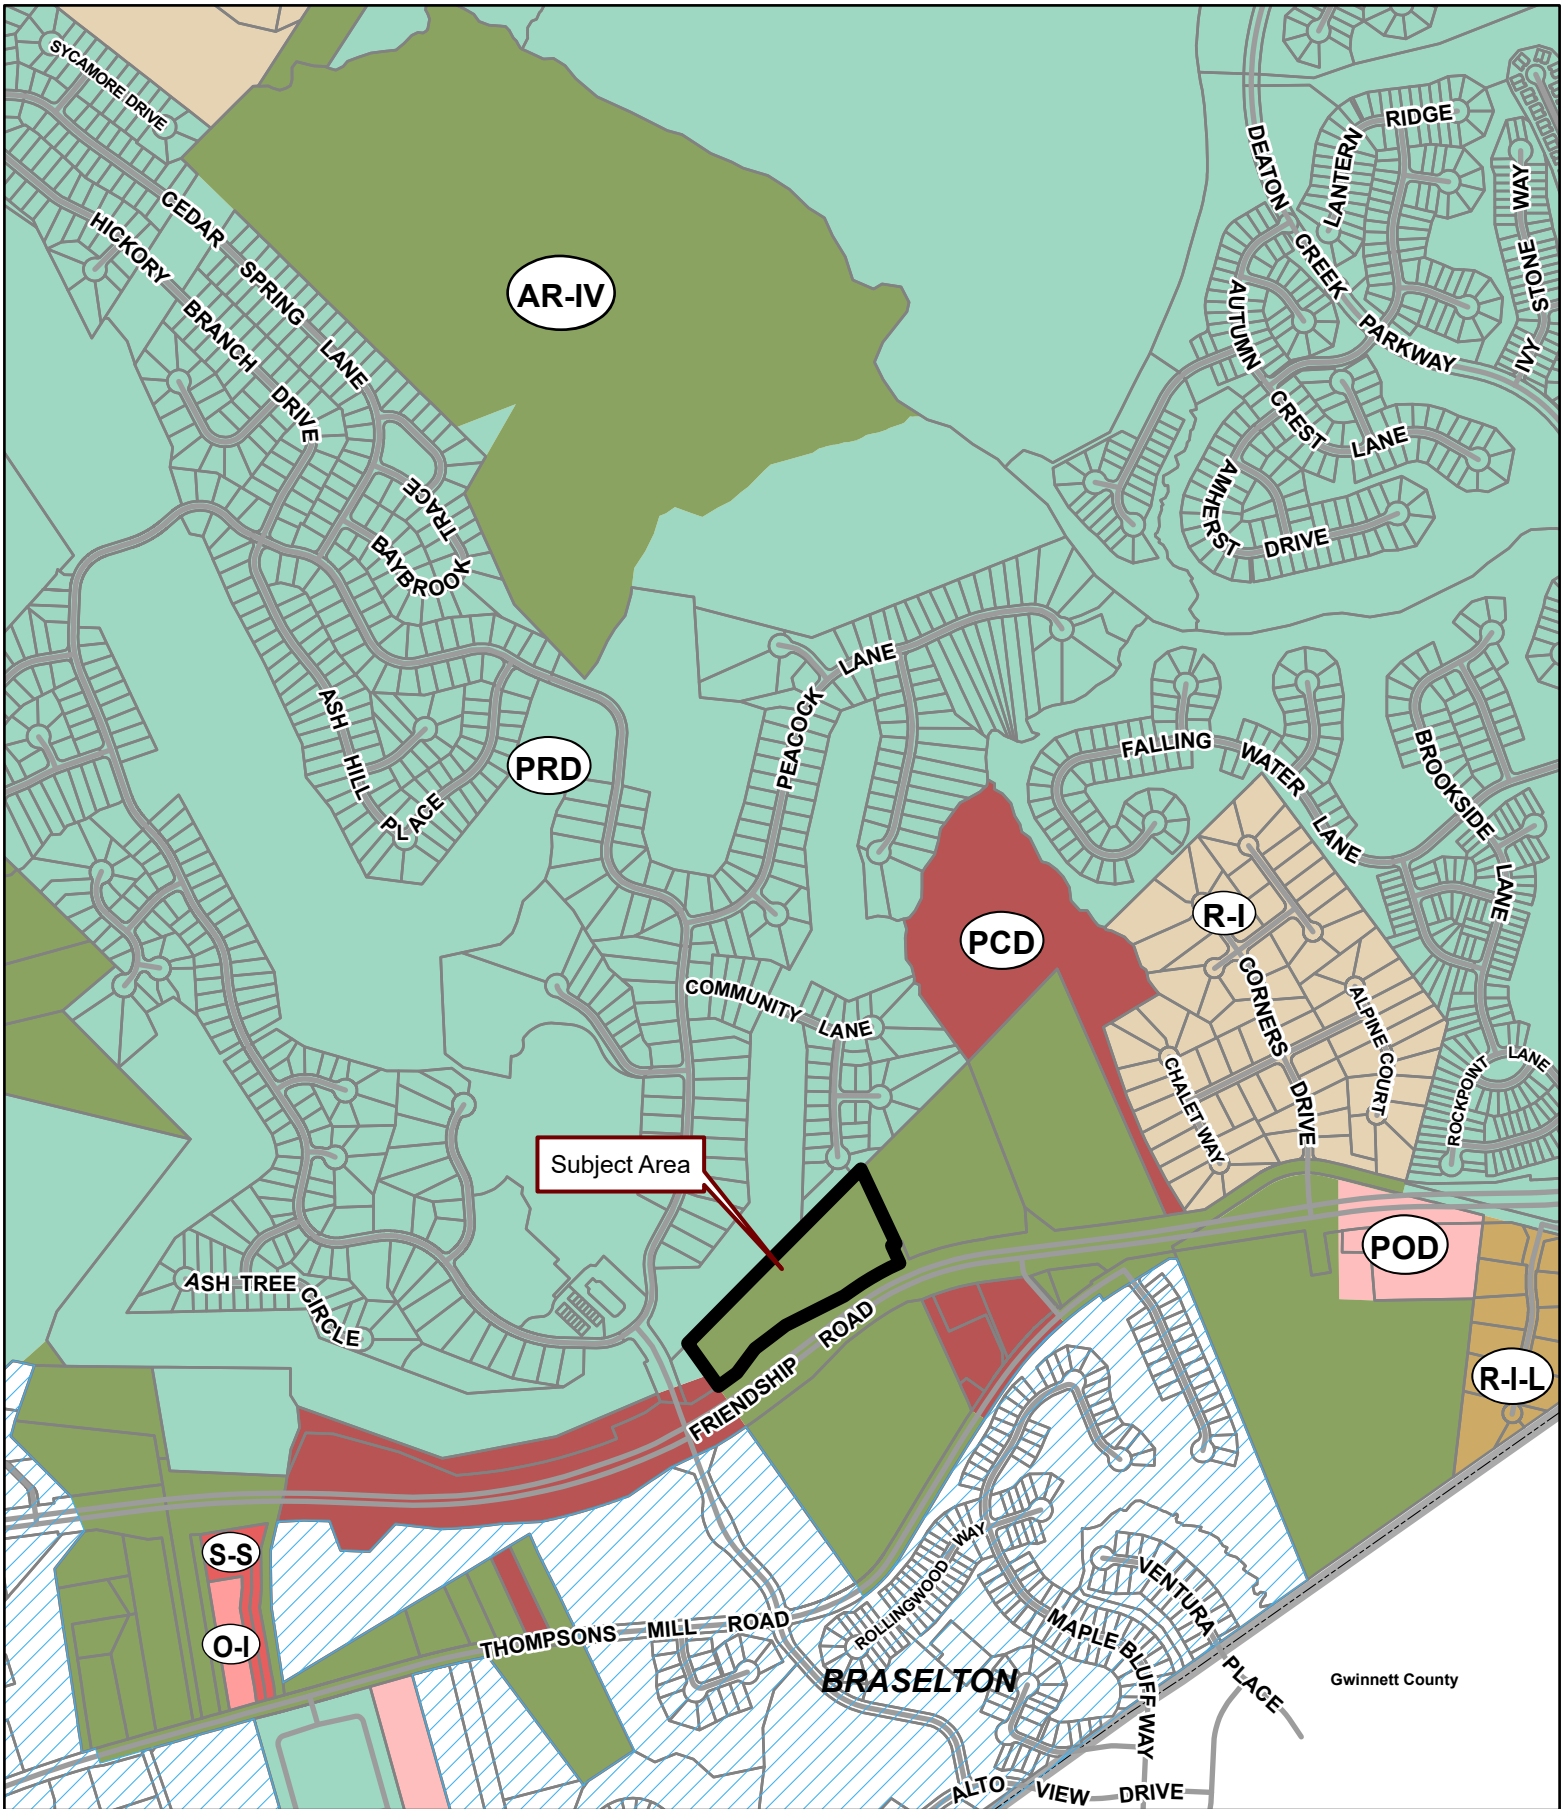 SYCAMORE DRIVE
CEDAR SPRING LANE
HICKORY BRANCH DRIVE
AR-IV
DEATON CREEK PARKWAY
LANTERN RIDGE
IVY STONE WAY
AUTUMN CREST LANE
AMHERST DRIVE
BAYBROOK TRACE
ASH HILL PLACE
PRD
PEACOCK LANE
FALLING WATER LANE
BROOKSIDE LANE
PCD
R-I
CORNERS DRIVE
ALPINE COURT
CHALET WAY
ROCKPOINT LANE
COMMUNITY LANE
Subject Area
ASH TREE CIRCLE
FRIENDSHIP ROAD
POD
R-I-L
S-S
O-I
THOMPSONS MILL ROAD
ROLLINGWOOD WAY
VENTURA PLACE
MAPLE BLUFF WAY
BRASELTON
Gwinnett County
ALTO VIEW DRIVE